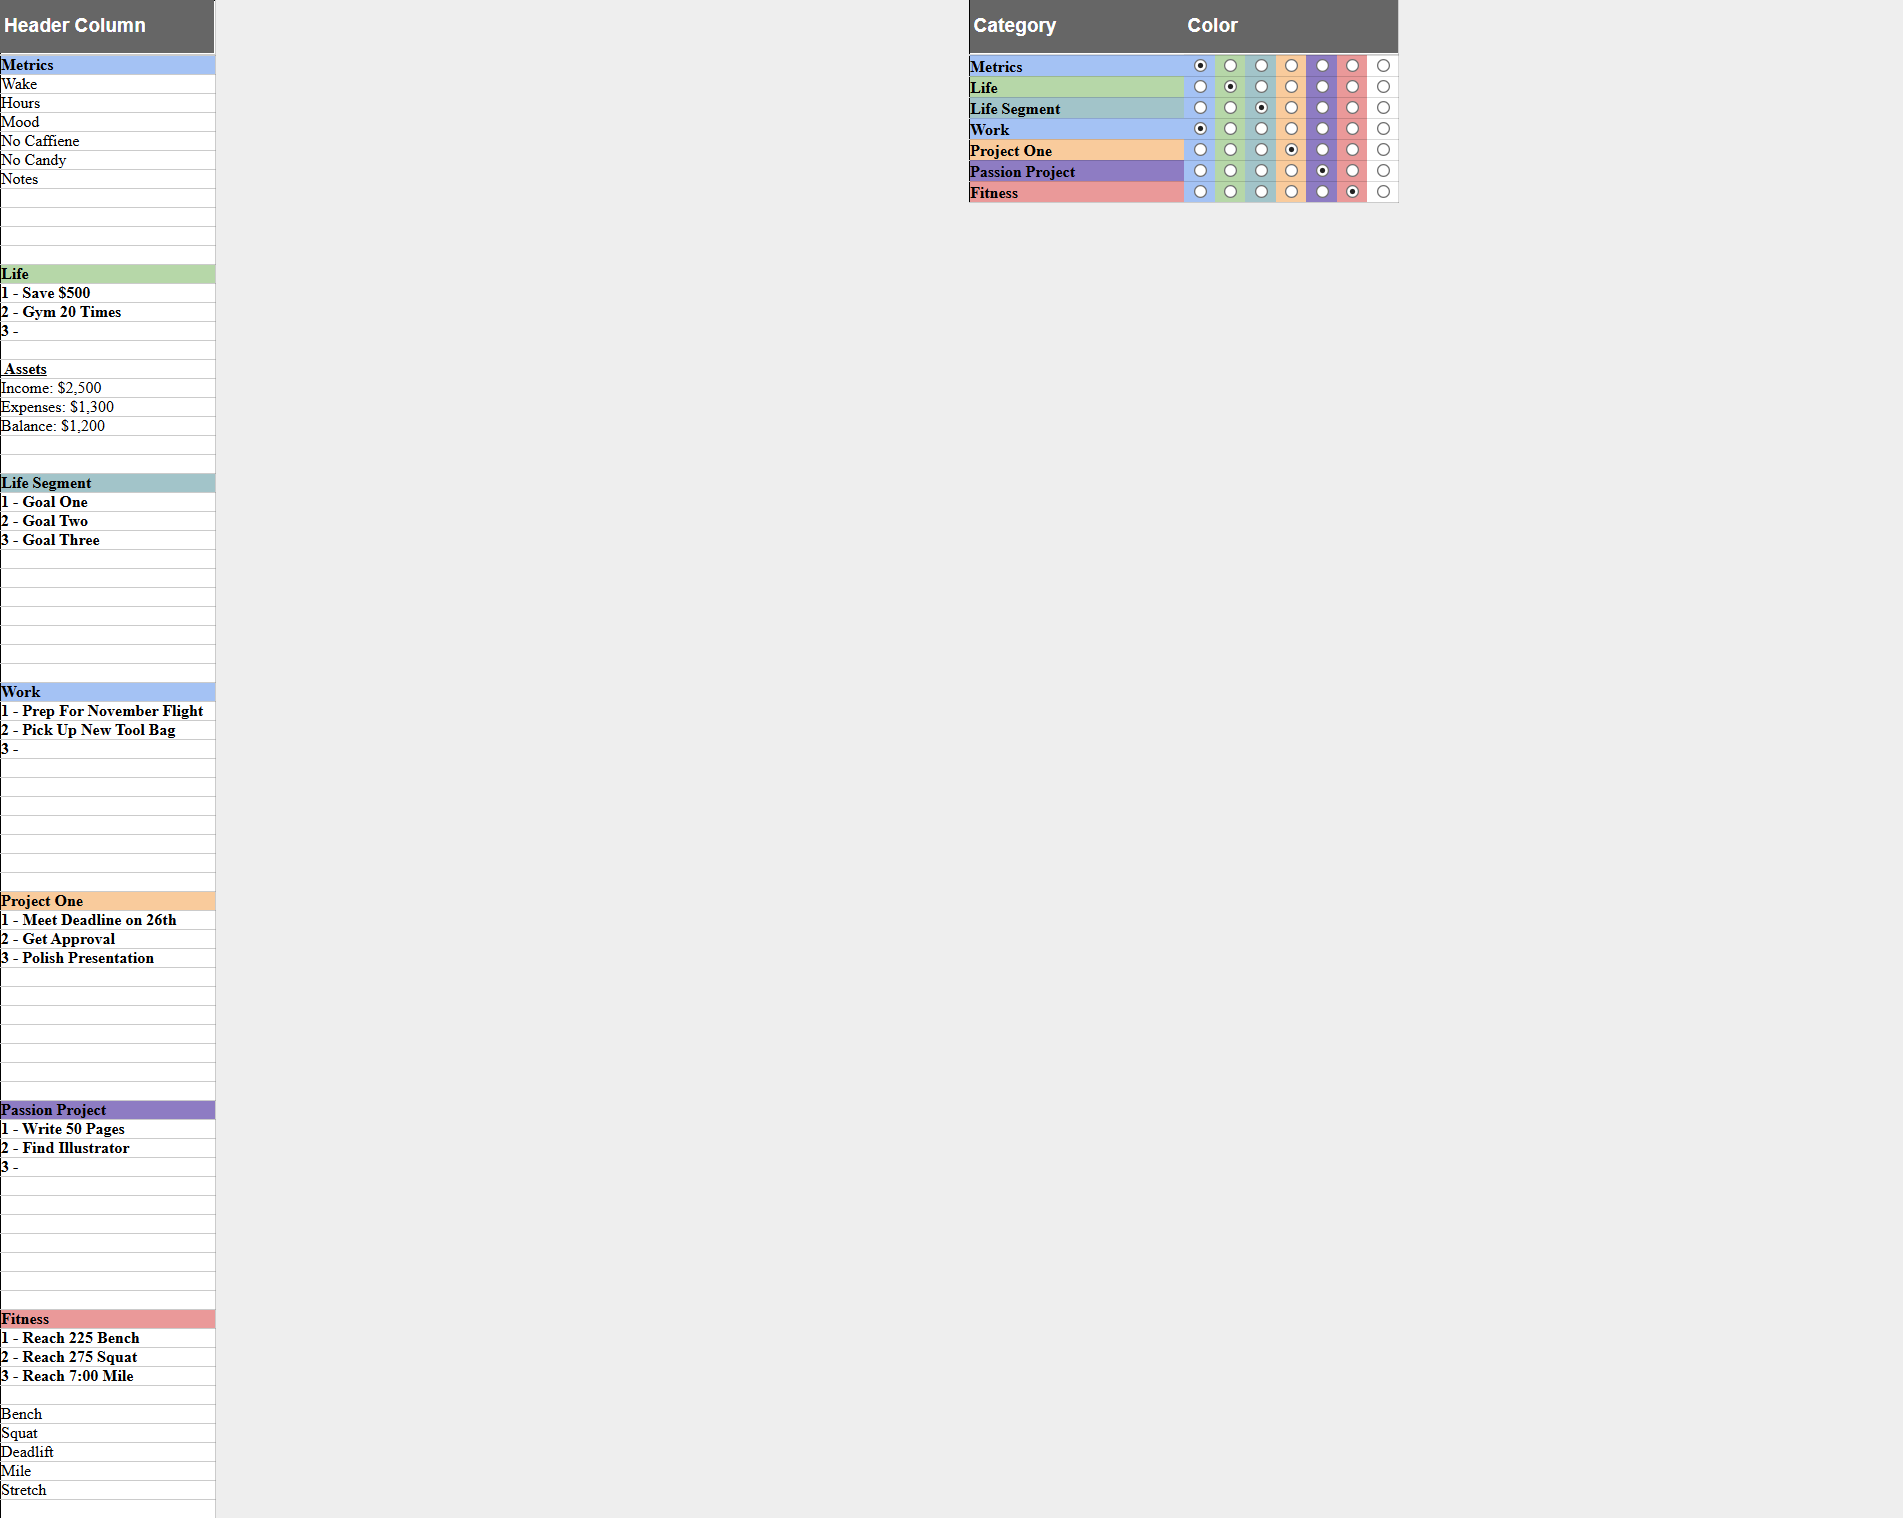 Header Column
Metrics
Wake
Hours
Mood
No Caffiene
No Candy
Notes
Life
1 - Save $500
2 - Gym 20 Times
3 -
Assets
Income: $2,500
Expenses: $1,300
Balance: $1,200
Life Segment
1 - Goal One
2 - Goal Two
3 - Goal Three
Work
1 - Prep For November Flight
2 - Pick Up New Tool Bag
3 -
Project One
1 - Meet Deadline on 26th
2 - Get Approval
3 - Polish Presentation
Passion Project
1 - Write 50 Pages
2 - Find Illustrator
3 -
Fitness
1 - Reach 225 Bench
2 - Reach 275 Squat
3 - Reach 7:00 Mile
Bench
Squat
Deadlift
Mile
Stretch
Category Color
Metrics
Life
Life Segment
Work
Project One
Passion Project
Fitness